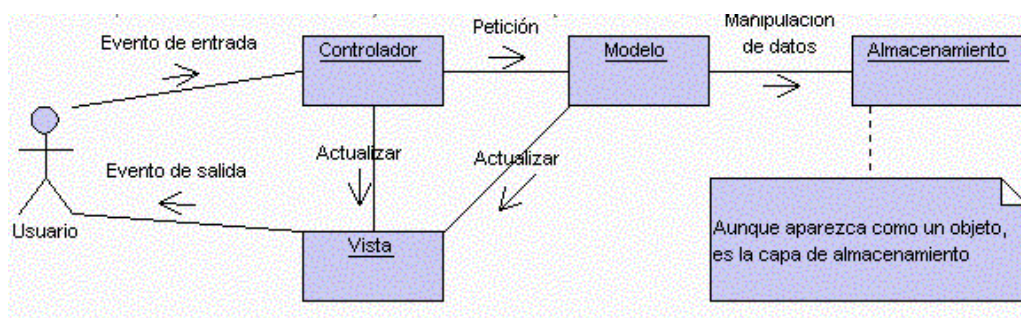 Evento de entrada
Controlador
Petición
Modelo
Manipulacion
de datos
Almacenamiento
Actualizar
Actualizar
Evento de salida
Usuario
Vista
Aunque aparezca como un objeto,
es la capa de almacenamiento